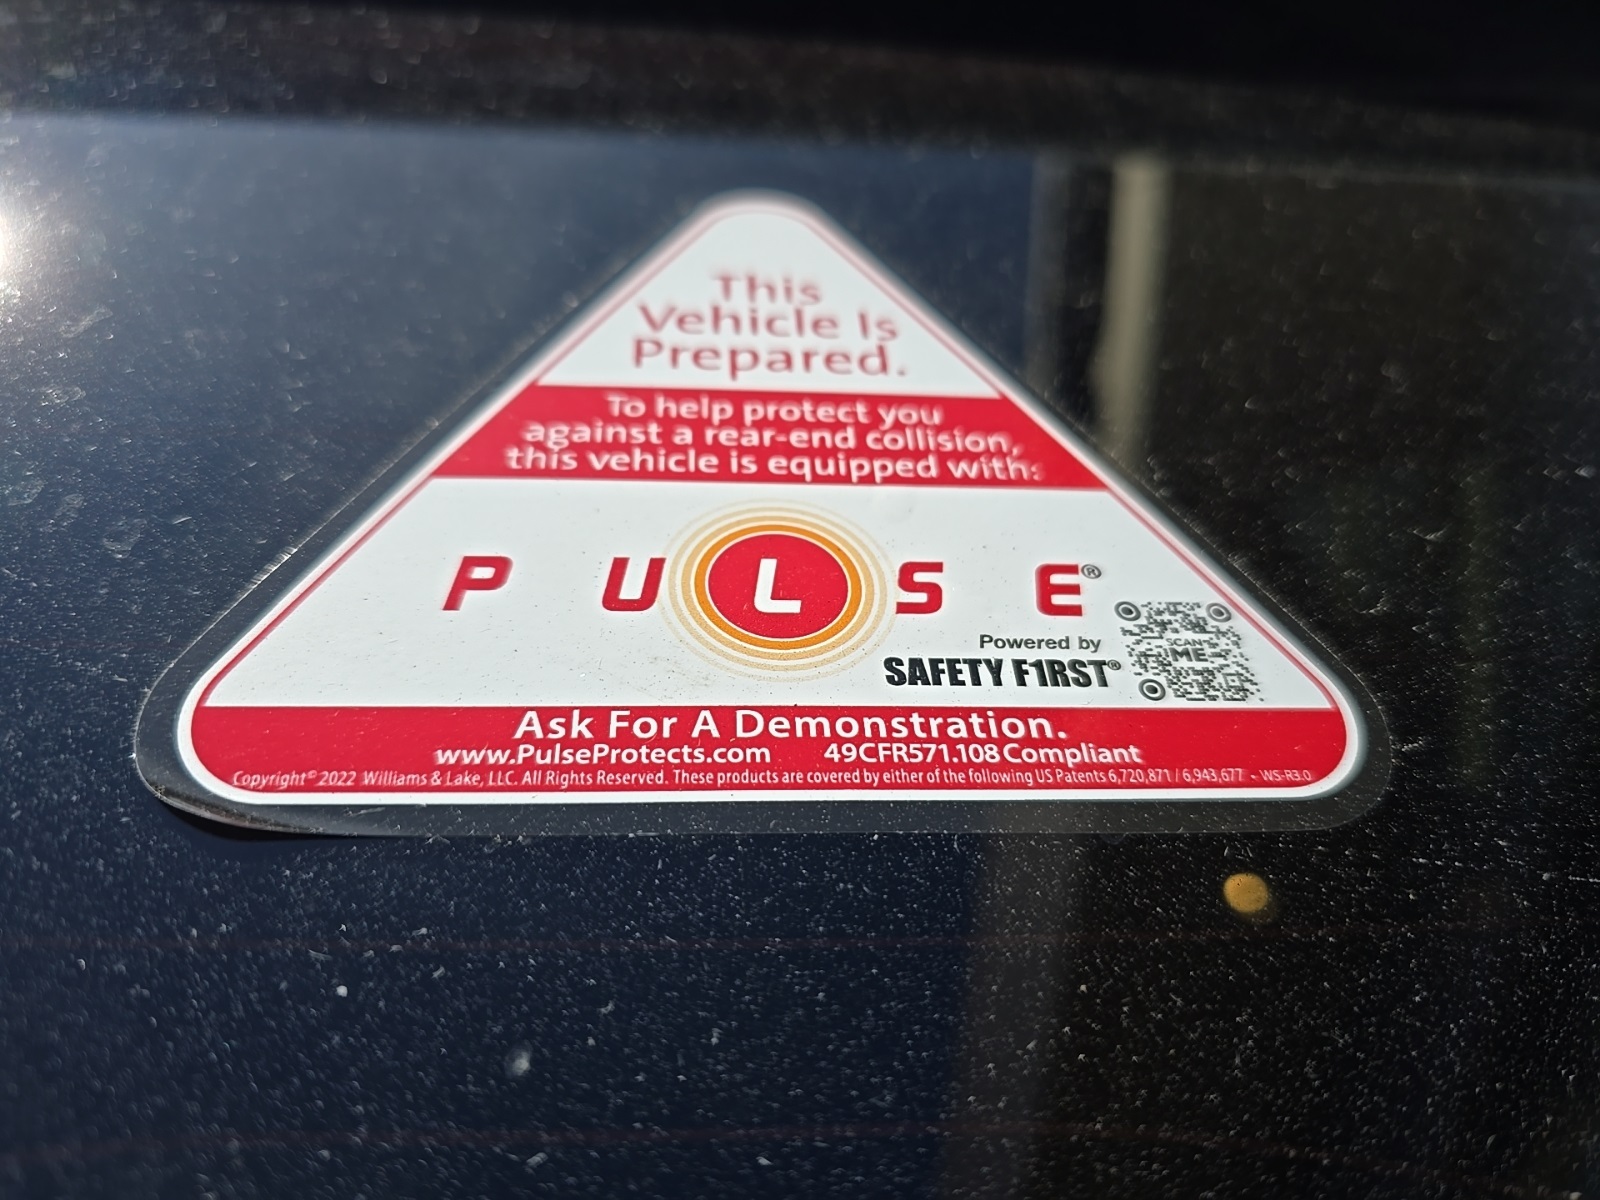 This
Vehicle Is
Prepared.
To help protect you
against a rear-end collision,
this vehicle is equipped with:
PULSE®
Powered by
SAFETY F1RST®
SCAN
ME
Ask For A Demonstration.
www.PulseProtects.com 49CFR571.108 Compliant
Copyright© 2022 Williams & Lake, LLC. All Rights Reserved. These products are covered by either of the following US Patents 6,720,871 / 6,943,677 - WS-R3.0